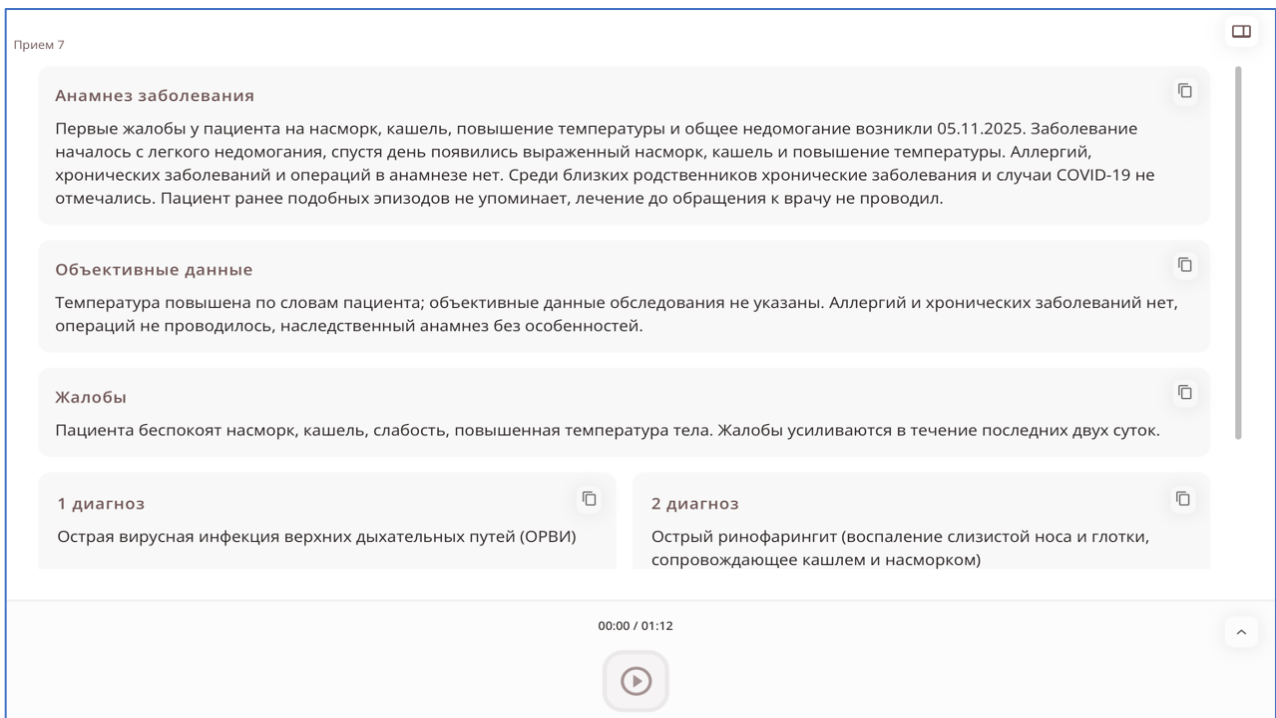 Прием 7
Анамнез заболевания
Первые жалобы у пациента на насморк, кашель, повышение температуры и общее недомогание возникли 05.11.2025. Заболевание
началось с легкого недомогания, спустя день появились выраженный насморк, кашель и повышение температуры. Аллергий,
хронических заболеваний и операций в анамнезе нет. Среди близких родственников хронические заболевания и случаи COVID-19 не
отмечались. Пациент ранее подобных эпизодов не упоминает, лечение до обращения к врачу не проводил.
Объективные данные
Температура повышена по словам пациента; объективные данные обследования не указаны. Аллергий и хронических заболеваний нет,
операций не проводилось, наследственный анамнез без особенностей.
Жалобы
Пациента беспокоят насморк, кашель, слабость, повышенная температура тела. Жалобы усиливаются в течение последних двух суток.
1 диагноз
Острая вирусная инфекция верхних дыхательных путей (ОРВИ)
2 диагноз
Острый ринофарингит (воспаление слизистой носа и глотки,
сопровождающее кашлем и насморком)
00:00 / 01:12